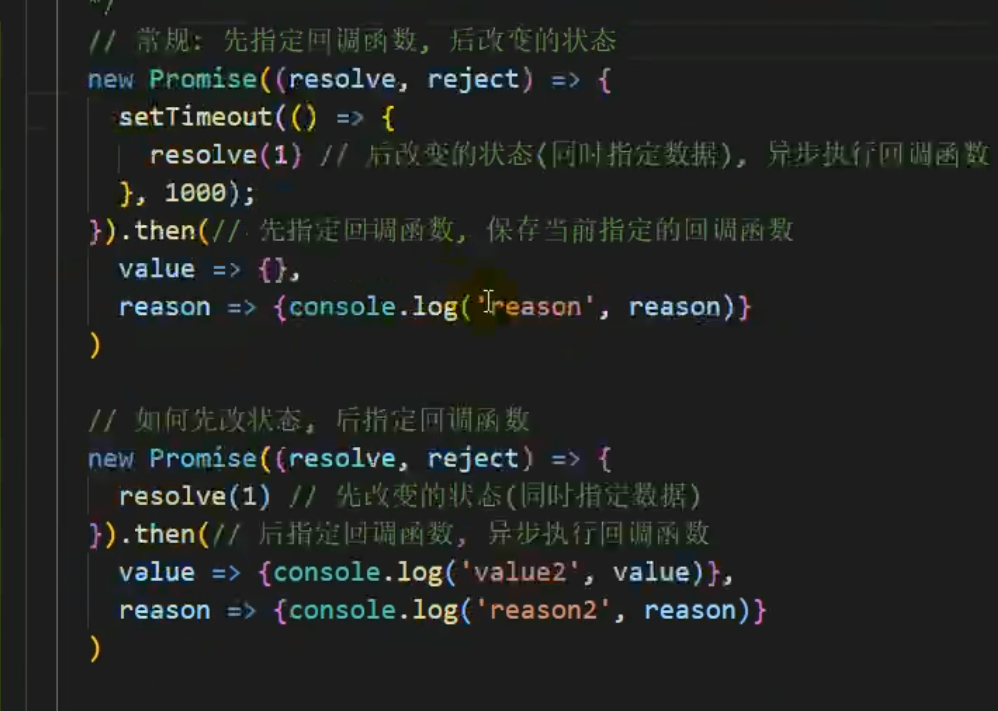 */
// 常规: 先指定回调函数, 后改变的状态
new Promise((resolve, reject) => {
  setTimeout(() => {
    resolve(1) // 后改变的状态(同时指定数据), 异步执行回调函数
  }, 1000);
}).then(// 先指定回调函数, 保存当前指定的回调函数
  value => {},
  reason => {console.log('reason', reason)}
)
// 如何先改状态, 后指定回调函数
new Promise((resolve, reject) => {
  resolve(1) // 先改变的状态(同时指定数据)
}).then(// 后指定回调函数, 异步执行回调函数
  value => {console.log('value2', value)},
  reason => {console.log('reason2', reason)}
)